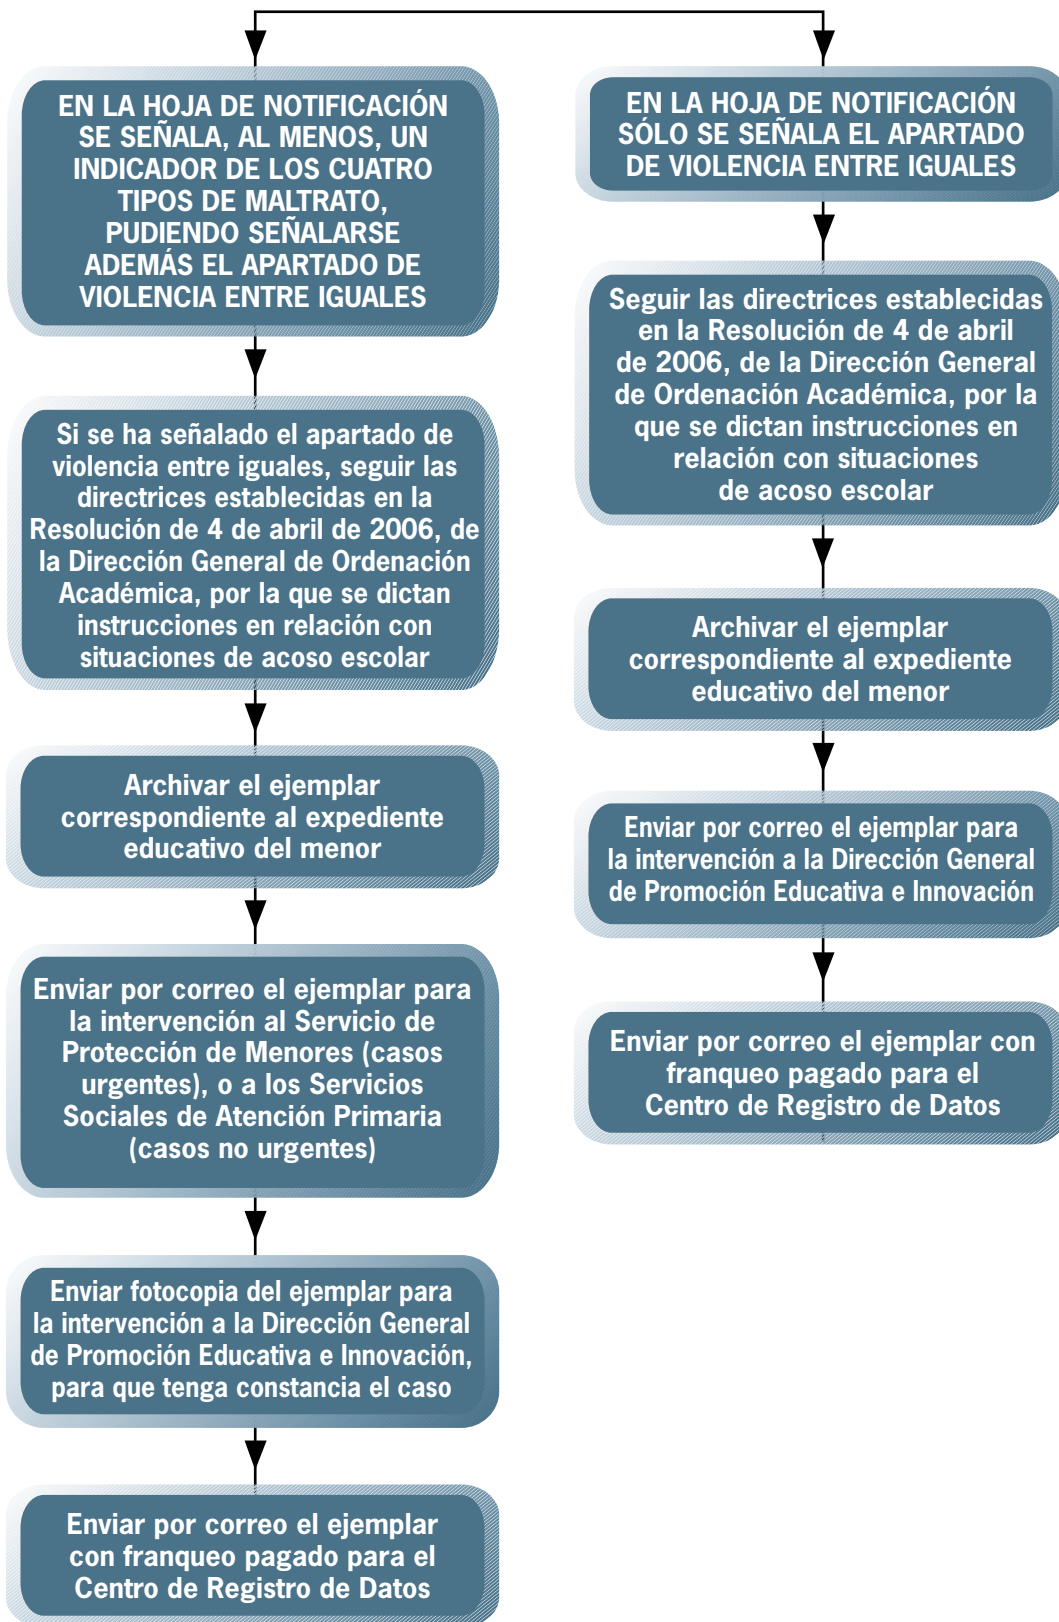 EN LA HOJA DE NOTIFICACIÓN
SE SEÑALA, AL MENOS, UN
INDICADOR DE LOS CUATRO
TIPOS DE MALTRATO,
PUDIENDO SEÑALARSE
ADEMÁS EL APARTADO DE
VIOLENCIA ENTRE IGUALES
Si se ha señalado el apartado de
violencia entre iguales, seguir las
directrices establecidas en la
Resolución de 4 de abril de 2006, de
la Dirección General de Ordenación
Académica, por la que se dictan
instrucciones en relación con
situaciones de acoso escolar
Archivar el ejemplar
correspondiente al expediente
educativo del menor
Enviar por correo el ejemplar para
la intervención al Servicio de
Protección de Menores (casos
urgentes), o a los Servicios
Sociales de Atención Primaria
(casos no urgentes)
Enviar fotocopia del ejemplar para
la intervención a la Dirección General
de Promoción Educativa e Innovación,
para que tenga constancia el caso
Enviar por correo el ejemplar
con franqueo pagado para el
Centro de Registro de Datos
EN LA HOJA DE NOTIFICACIÓN
SÓLO SE SEÑALA EL APARTADO
DE VIOLENCIA ENTRE IGUALES
Seguir las directrices establecidas
en la Resolución de 4 de abril
de 2006, de la Dirección General
de Ordenación Académica, por la
que se dictan instrucciones en
relación con situaciones
de acoso escolar
Archivar el ejemplar
correspondiente al expediente
educativo del menor
Enviar por correo el ejemplar para
la intervención a la Dirección General
de Promoción Educativa e Innovación
Enviar por correo el ejemplar con
franqueo pagado para el
Centro de Registro de Datos